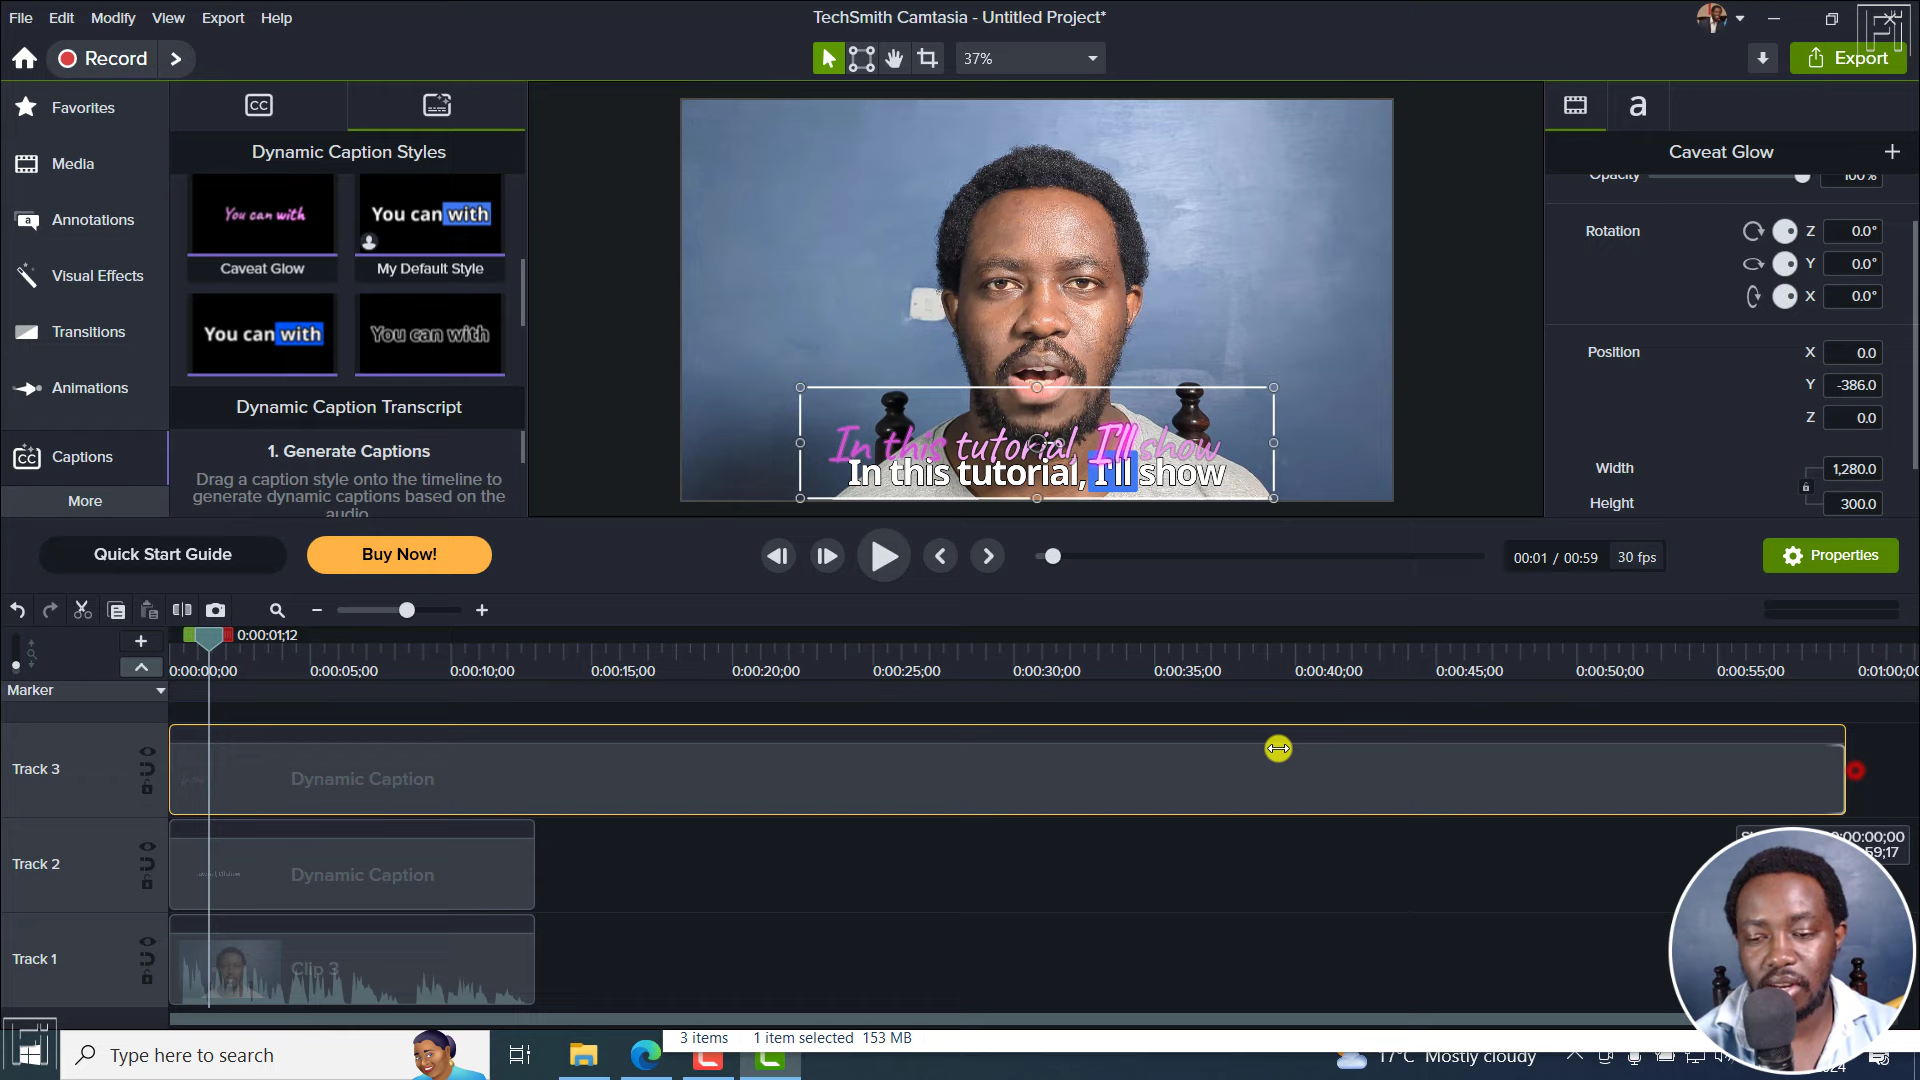 File Edit Modify View Export Help
TechSmith Camtasia - Untitled Project*
Record
37%
Export
Favorites
Media
Annotations
Visual Effects
Transitions
Animations
Captions
More
CC
Dynamic Caption Styles
You can with
Caveat Glow
You can with
My Default Style
You can with
You can with
Dynamic Caption Transcript
1. Generate Captions
Drag a caption style onto the timeline to
generate dynamic captions based on the
audio
In this tutorial, I'll show
In this tutorial, I'll show
a
Caveat Glow
Opacity 100%
Rotation Z 0.0°
Y 0.0°
X 0.0°
Position X 0.0
Y -386.0
Z 0.0
Width 1,280.0
Height 300.0
Quick Start Guide
Buy Now!
00:01 / 00:59 30 fps
Properties
0:00:01;12
0:00:00;00 0:00:05;00 0:00:10;00 0:00:15;00 0:00:20;00 0:00:25;00 0:00:30;00 0:00:35;00 0:00:40;00 0:00:45;00 0:00:50;00 0:00:55;00 0:01:00;00
Marker
Track 3
Dynamic Caption
Track 2
Dynamic Caption
Track 1
Clip 3
Type here to search
3 items 1 item selected 153 MB
17°C Mostly cloudy